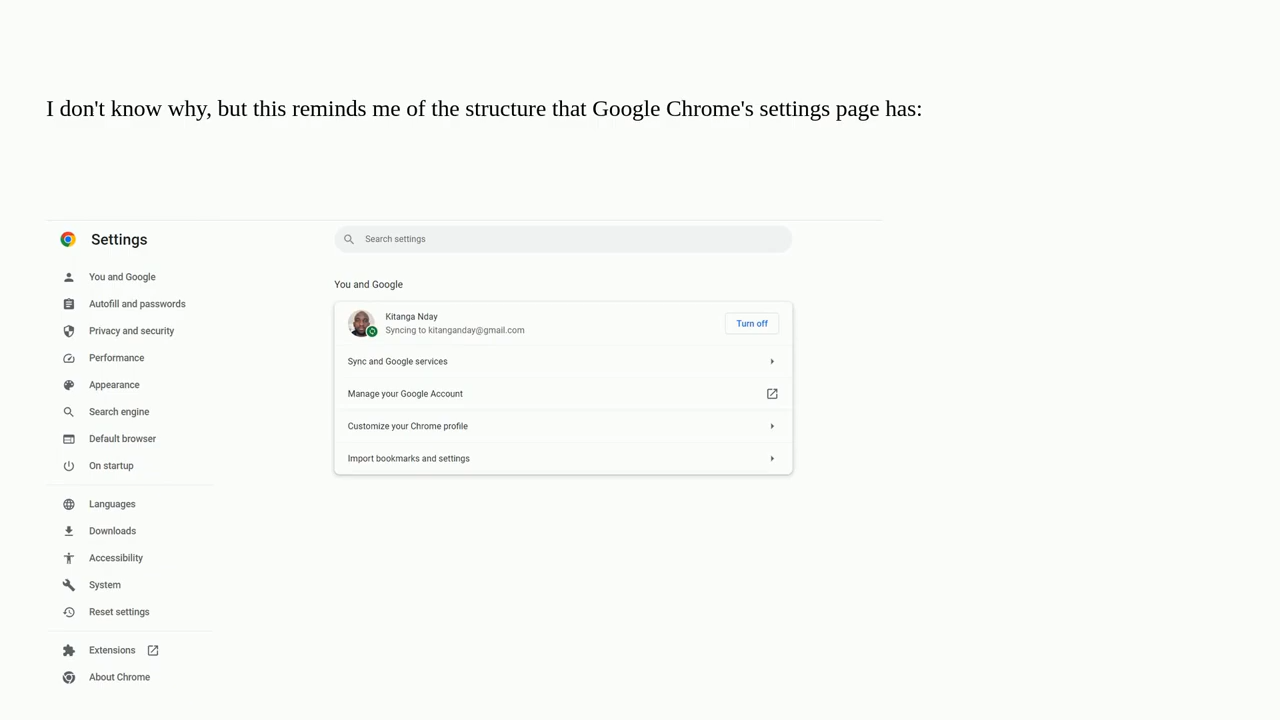 I don't know why, but this reminds me of the structure that Google Chrome's settings page has:
Settings
Search settings
You and Google
Autofill and passwords
Privacy and security
Performance
Appearance
Search engine
Default browser
On startup
Languages
Downloads
Accessibility
System
Reset settings
Extensions
About Chrome
You and Google
Kitanga Nday
Syncing to kitanganday@gmail.com
Turn off
Sync and Google services
Manage your Google Account
Customize your Chrome profile
Import bookmarks and settings